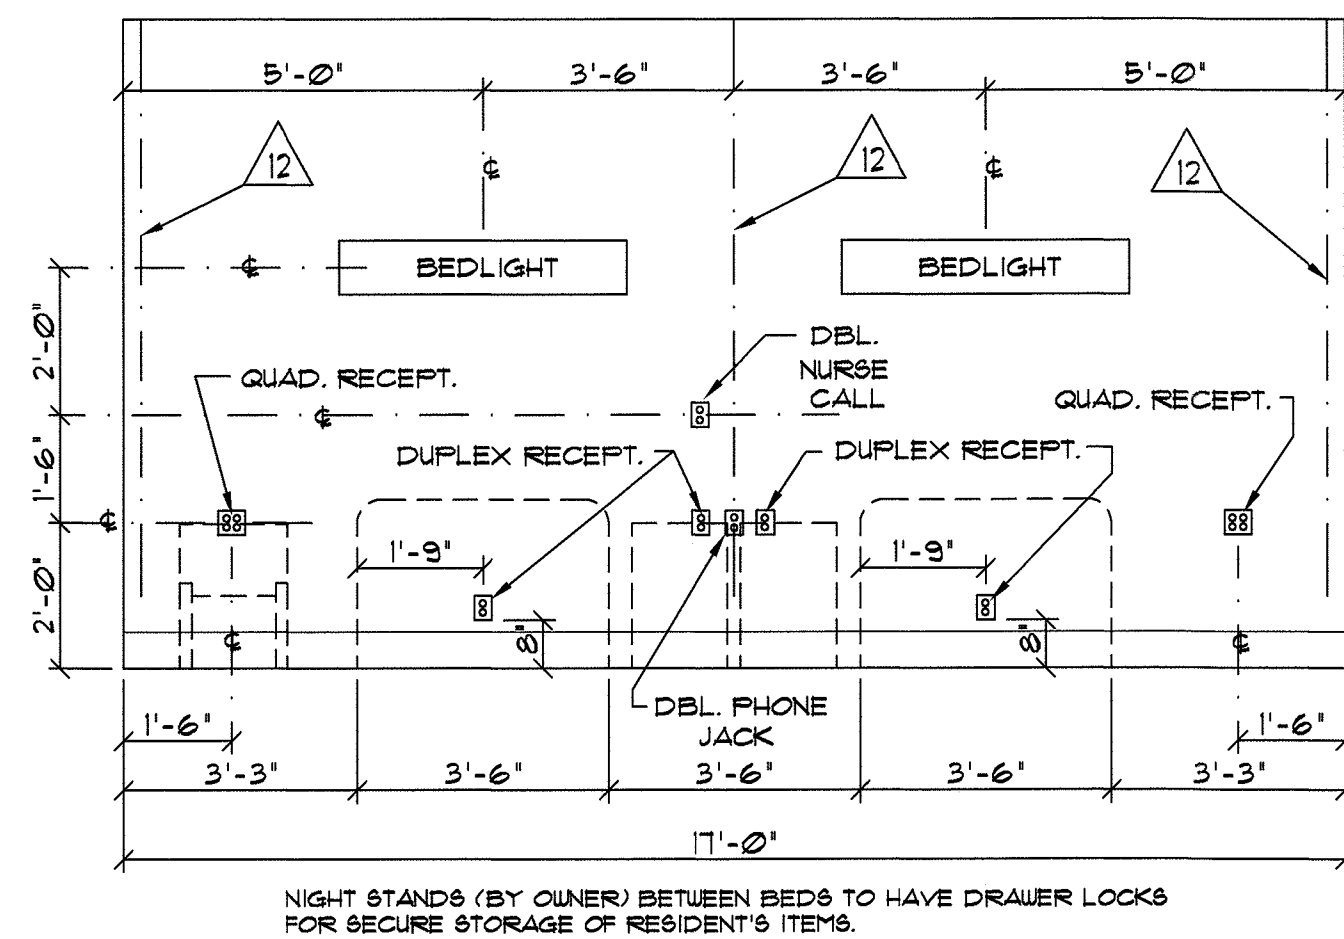 5'-0" 3'-6" 3'-6" 5'-0"
12 12 12
℄ ℄
BEDLIGHT BEDLIGHT
℄
2'-0"
DBL.
NURSE
CALL
QUAD. RECEPT.
QUAD. RECEPT.
℄
1'-6"
DUPLEX RECEPT. DUPLEX RECEPT.
℄
1'-9" 1'-9"
2'-0"
8" 8"
℄ ℄
DBL. PHONE
JACK
1'-6" 1'-6"
3'-3" 3'-6" 3'-6" 3'-6" 3'-3"
17'-0"
NIGHT STANDS (BY OWNER) BETWEEN BEDS TO HAVE DRAWER LOCKS
FOR SECURE STORAGE OF RESIDENT'S ITEMS.